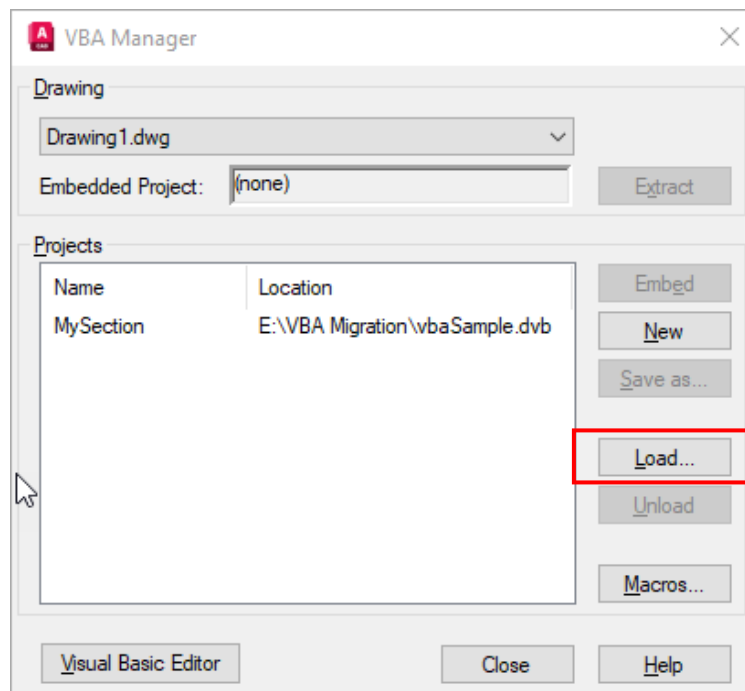 A
CAD
VBA Manager
Drawing
Drawing1.dwg
Embedded Project:
(none)
Extract
Projects
Name
Location
Embed
MySection
E:\VBA Migration\vbaSample.dvb
New
Save as...
Load...
Unload
Macros...
Visual Basic Editor
Close
Help